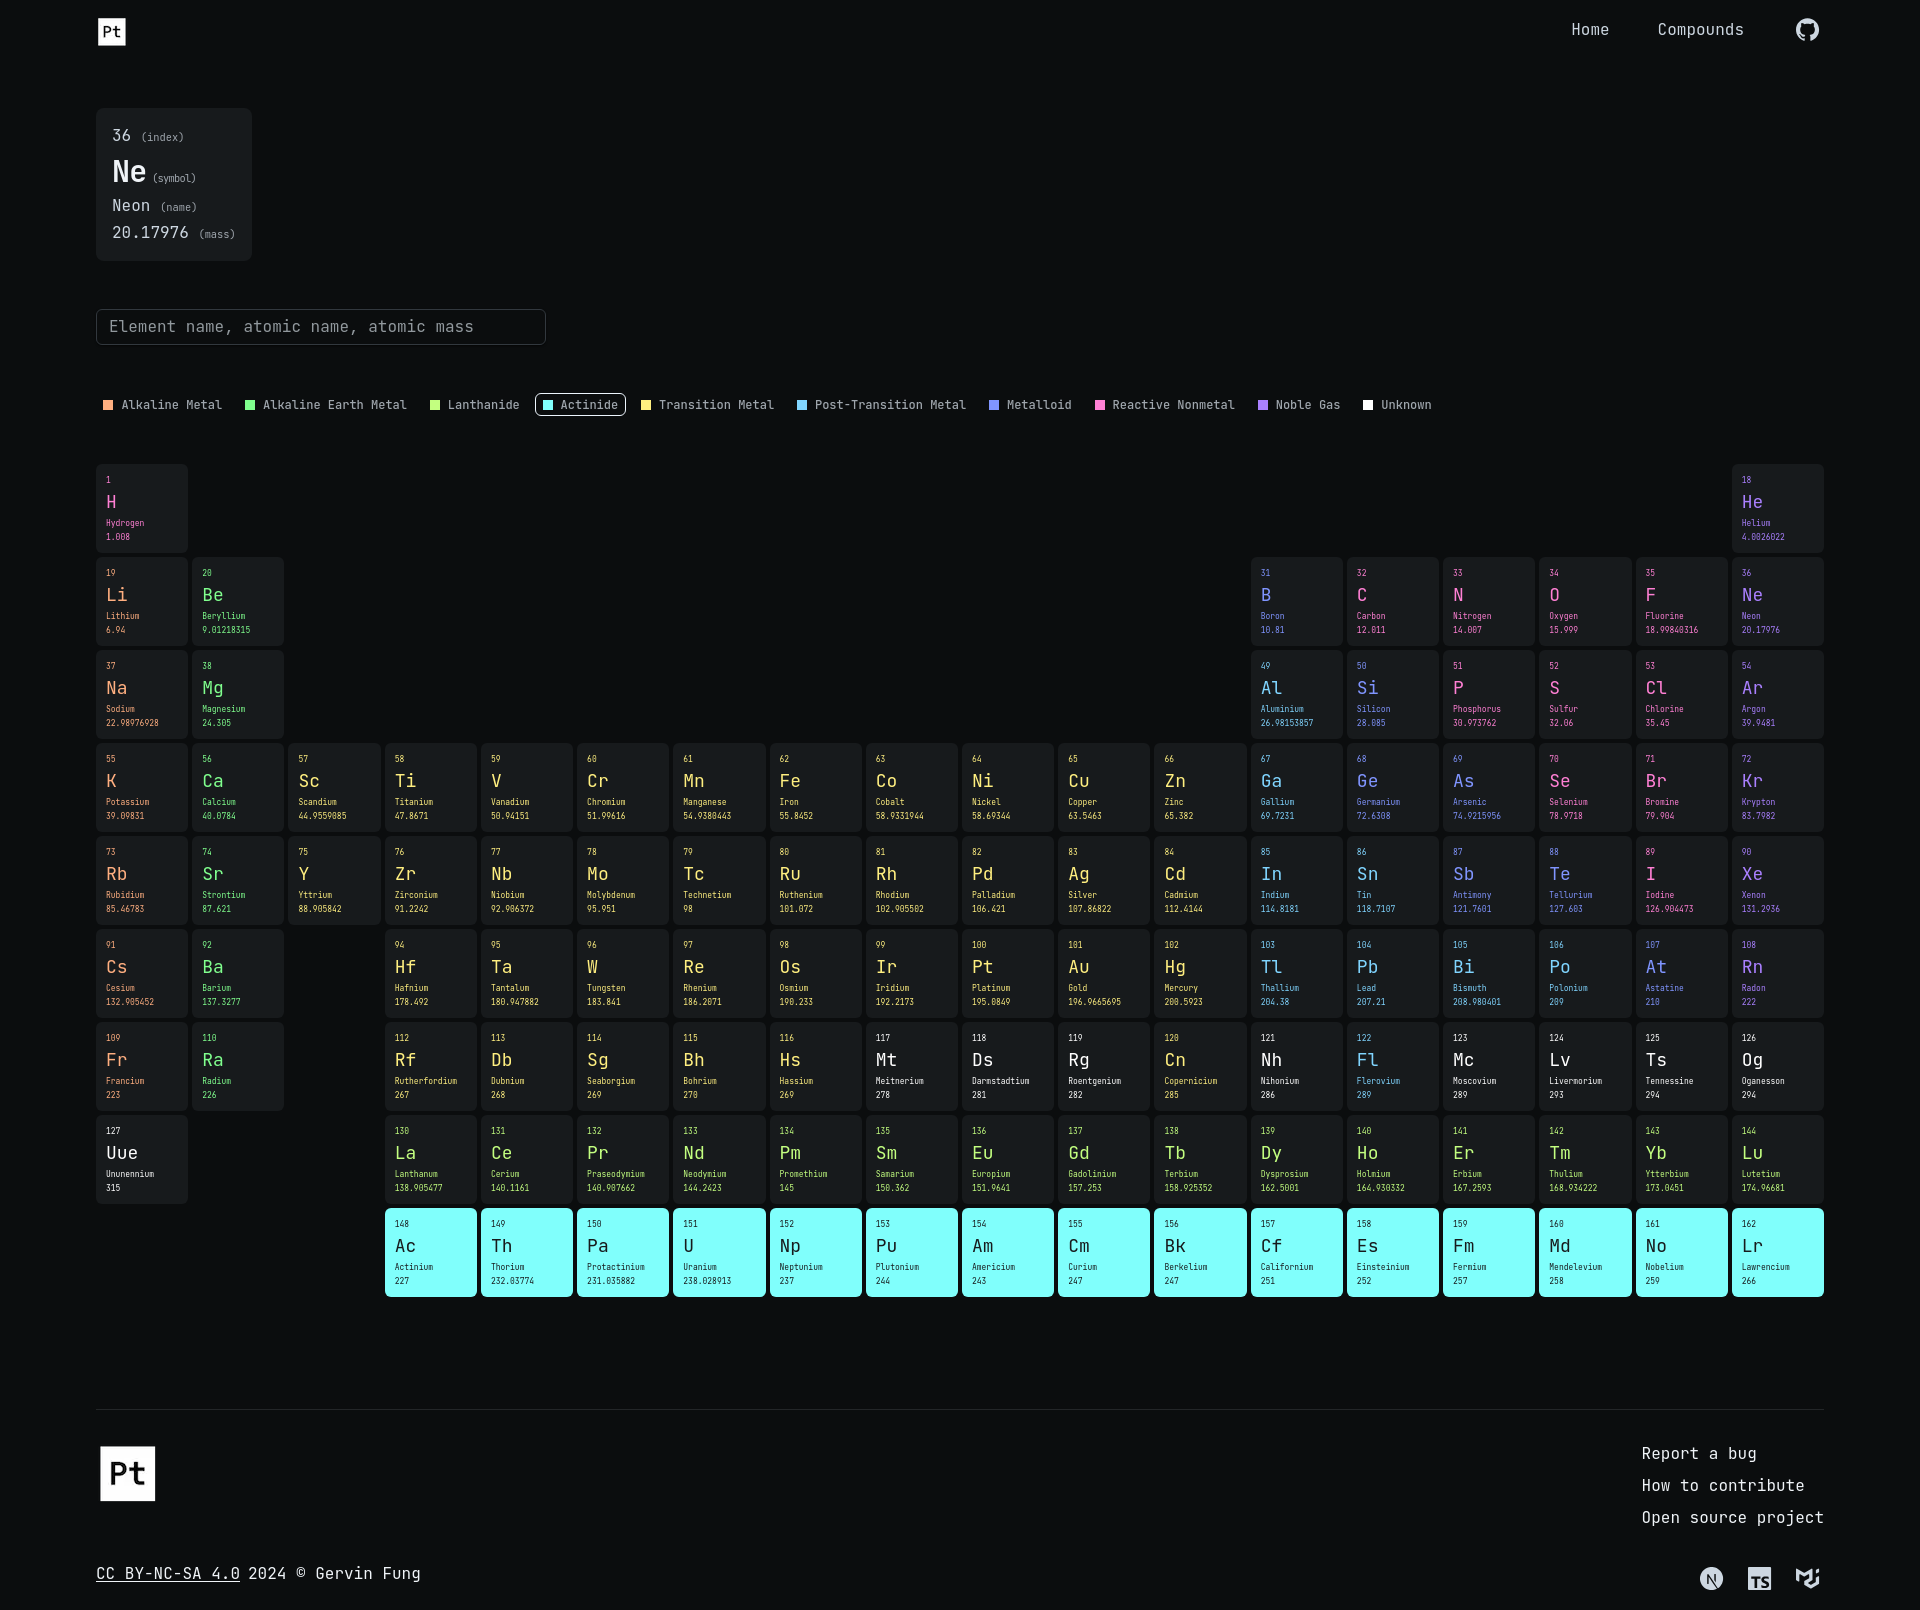 Pt
Home Compounds
36 (index)
Ne (symbol)
Neon (name)
20.17976 (mass)
Element name, atomic name, atomic mass
Alkaline Metal Alkaline Earth Metal Lanthanide Actinide Transition Metal Post-Transition Metal Metalloid Reactive Nonmetal Noble Gas Unknown
1 18
H He
Hydrogen Helium
1.008 4.0026022
19 20 31 32 33 34 35 36
Li Be B C N O F Ne
Lithium Beryllium Boron Carbon Nitrogen Oxygen Fluorine Neon
6.94 9.01218315 10.81 12.011 14.007 15.999 18.99840316 20.17976
37 38 49 50 51 52 53 54
Na Mg Al Si P S Cl Ar
Sodium Magnesium Aluminium Silicon Phosphorus Sulfur Chlorine Argon
22.98976928 24.305 26.98153857 28.085 30.973762 32.06 35.45 39.9481
55 56 57 58 59 60 61 62 63 64 65 66 67 68 69 70 71 72
K Ca Sc Ti V Cr Mn Fe Co Ni Cu Zn Ga Ge As Se Br Kr
Potassium Calcium Scandium Titanium Vanadium Chromium Manganese Iron Cobalt Nickel Copper Zinc Gallium Germanium Arsenic Selenium Bromine Krypton
39.09831 40.0784 44.9559085 47.8671 50.94151 51.99616 54.9380443 55.8452 58.9331944 58.69344 63.5463 65.382 69.7231 72.6308 74.9215956 78.9718 79.904 83.7982
73 74 75 76 77 78 79 80 81 82 83 84 85 86 87 88 89 90
Rb Sr Y Zr Nb Mo Tc Ru Rh Pd Ag Cd In Sn Sb Te I Xe
Rubidium Strontium Yttrium Zirconium Niobium Molybdenum Technetium Ruthenium Rhodium Palladium Silver Cadmium Indium Tin Antimony Tellurium Iodine Xenon
85.46783 87.621 88.905842 91.2242 92.906372 95.951 98 101.072 102.905502 106.421 107.86822 112.4144 114.8181 118.7107 121.7601 127.603 126.904473 131.2936
91 92 94 95 96 97 98 99 100 101 102 103 104 105 106 107 108
Cs Ba Hf Ta W Re Os Ir Pt Au Hg Tl Pb Bi Po At Rn
Cesium Barium Hafnium Tantalum Tungsten Rhenium Osmium Iridium Platinum Gold Mercury Thallium Lead Bismuth Polonium Astatine Radon
132.905452 137.3277 178.492 180.947882 183.841 186.2071 190.233 192.2173 195.0849 196.9665695 200.5923 204.38 207.21 208.980401 209 210 222
109 110 112 113 114 115 116 117 118 119 120 121 122 123 124 125 126
Fr Ra Rf Db Sg Bh Hs Mt Ds Rg Cn Nh Fl Mc Lv Ts Og
Francium Radium Rutherfordium Dubnium Seaborgium Bohrium Hassium Meitnerium Darmstadtium Roentgenium Copernicium Nihonium Flerovium Moscovium Livermorium Tennessine Oganesson
223 226 267 268 269 270 269 278 281 282 285 286 289 289 293 294 294
127 130 131 132 133 134 135 136 137 138 139 140 141 142 143 144
Uue La Ce Pr Nd Pm Sm Eu Gd Tb Dy Ho Er Tm Yb Lu
Ununennium Lanthanum Cerium Praseodymium Neodymium Promethium Samarium Europium Gadolinium Terbium Dysprosium Holmium Erbium Thulium Ytterbium Lutetium
315 138.905477 140.1161 140.907662 144.2423 145 150.362 151.9641 157.253 158.925352 162.5001 164.930332 167.2593 168.934222 173.0451 174.96681
148 149 150 151 152 153 154 155 156 157 158 159 160 161 162
Ac Th Pa U Np Pu Am Cm Bk Cf Es Fm Md No Lr
Actinium Thorium Protactinium Uranium Neptunium Plutonium Americium Curium Berkelium Californium Einsteinium Fermium Mendelevium Nobelium Lawrencium
227 232.03774 231.035882 238.028913 237 244 243 247 247 251 252 257 258 259 266
Pt
Report a bug
How to contribute
Open source project
CC BY-NC-SA 4.0 2024 © Gervin Fung
N TS